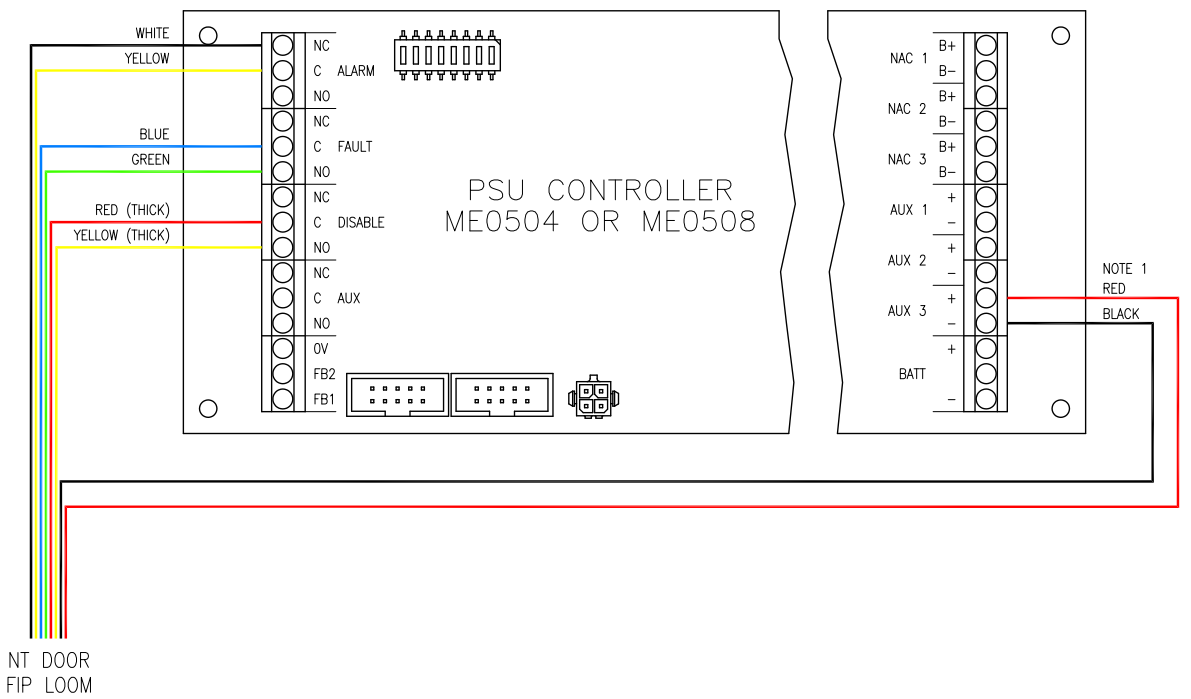 WHITE
YELLOW
BLUE
GREEN
RED (THICK)
YELLOW (THICK)
NC
C ALARM
NO
NC
C FAULT
NO
NC
C DISABLE
NO
NC
C AUX
NO
0V
FB2
FB1
PSU CONTROLLER
ME0504 OR ME0508
NAC 1
B+
B−
NAC 2
B+
B−
NAC 3
B+
B−
AUX 1
+
−
AUX 2
+
−
AUX 3
+
−
BATT
+
−
NOTE 1
RED
BLACK
NT DOOR
FIP LOOM